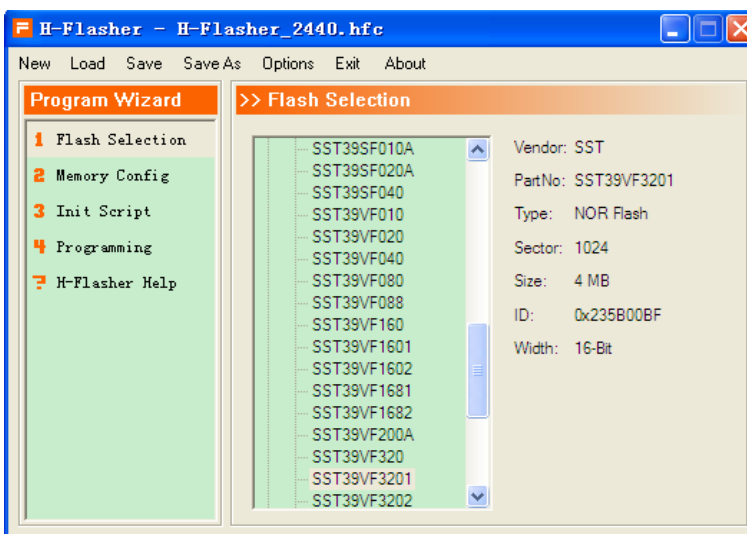 H-Flasher - H-Flasher_2440.hfc
New Load Save Save As Options Exit About
Program Wizard
1 Flash Selection
2 Memory Config
3 Init Script
4 Programming
? H-Flasher Help
>> Flash Selection
SST39SF010A
SST39SF020A
SST39SF040
SST39VF010
SST39VF020
SST39VF040
SST39VF080
SST39VF088
SST39VF160
SST39VF1601
SST39VF1602
SST39VF1681
SST39VF1682
SST39VF200A
SST39VF320
SST39VF3201
SST39VF3202
Vendor: SST
PartNo: SST39VF3201
Type: NOR Flash
Sector: 1024
Size: 4 MB
ID: 0x235B00BF
Width: 16-Bit